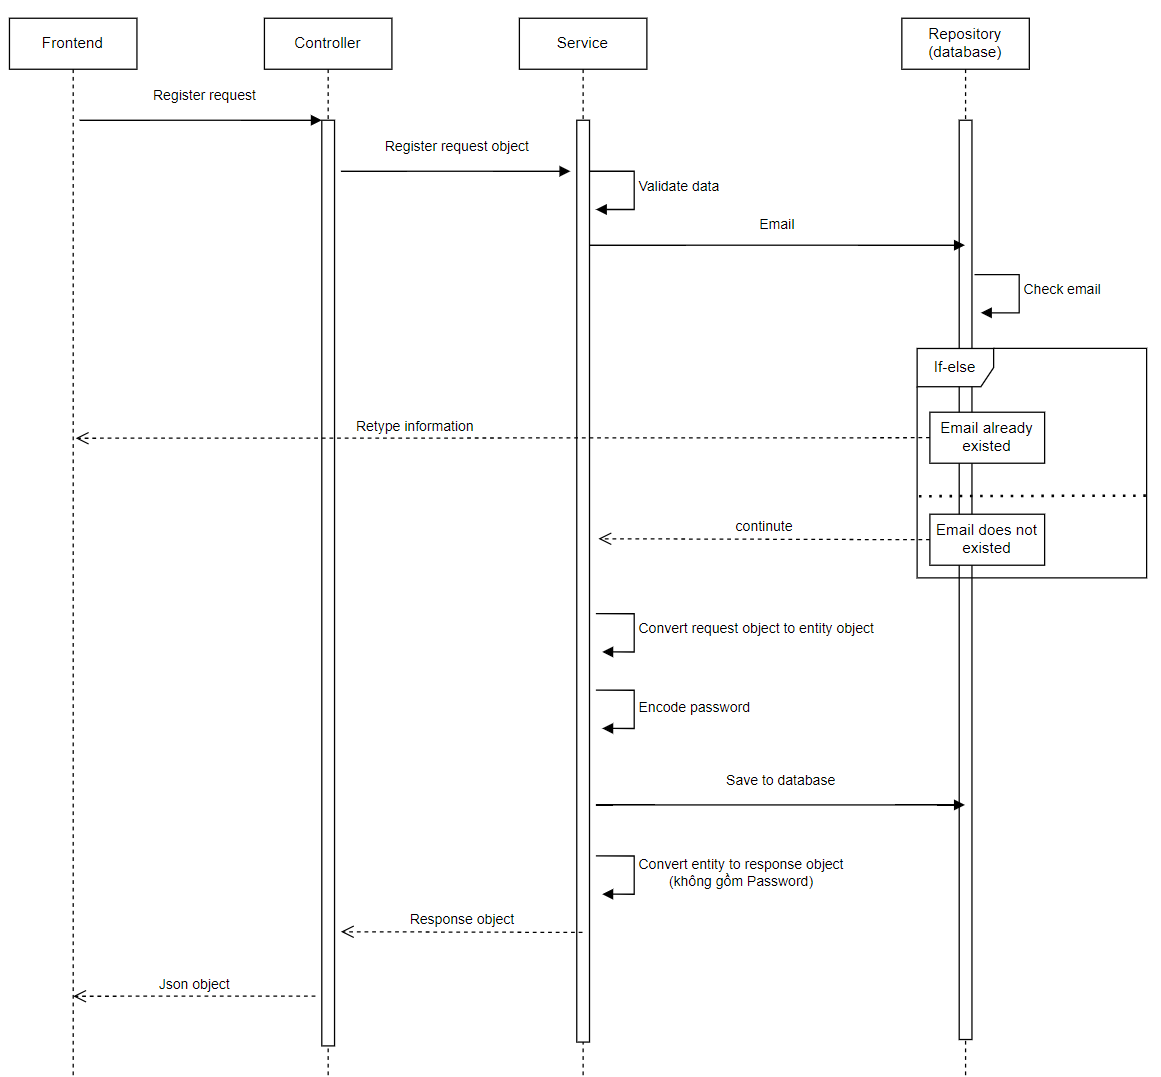 Frontend
Controller
Service
Repository
(database)
Register request
Register request object
Validate data
Email
Check email
If-else
Retype information
Email already
existed
continute
Email does not
existed
Convert request object to entity object
Encode password
Save to database
Convert entity to response object
(không gồm Password)
Response object
Json object